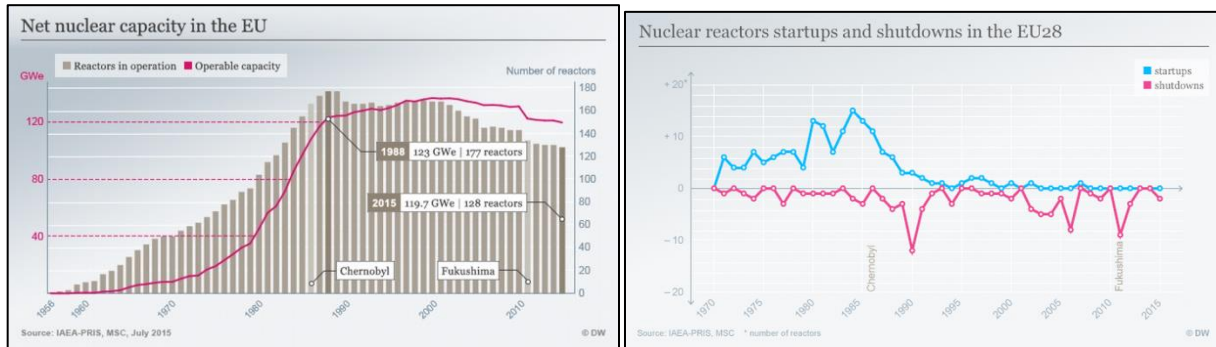 Net nuclear capacity in the EU
GWe
Reactors in operation
Operable capacity
Number of reactors
180
160
140
120
100
80
60
40
20
0
120
80
40
1988 123 GWe | 177 reactors
2015 119.7 GWe | 128 reactors
Chernobyl
Fukushima
1956
1960
1970
1980
1990
2000
2010
Source: IAEA-PRIS, MSC, July 2015
© DW
Nuclear reactors startups and shutdowns in the EU28
+20*
+10
0
0
-10
-20
startups
shutdowns
Chernobyl
Fukushima
1970
1975
1980
1985
1990
1995
2000
2005
2010
2015
Source: IAEA-PRIS, MSC * number of reactors
© DW